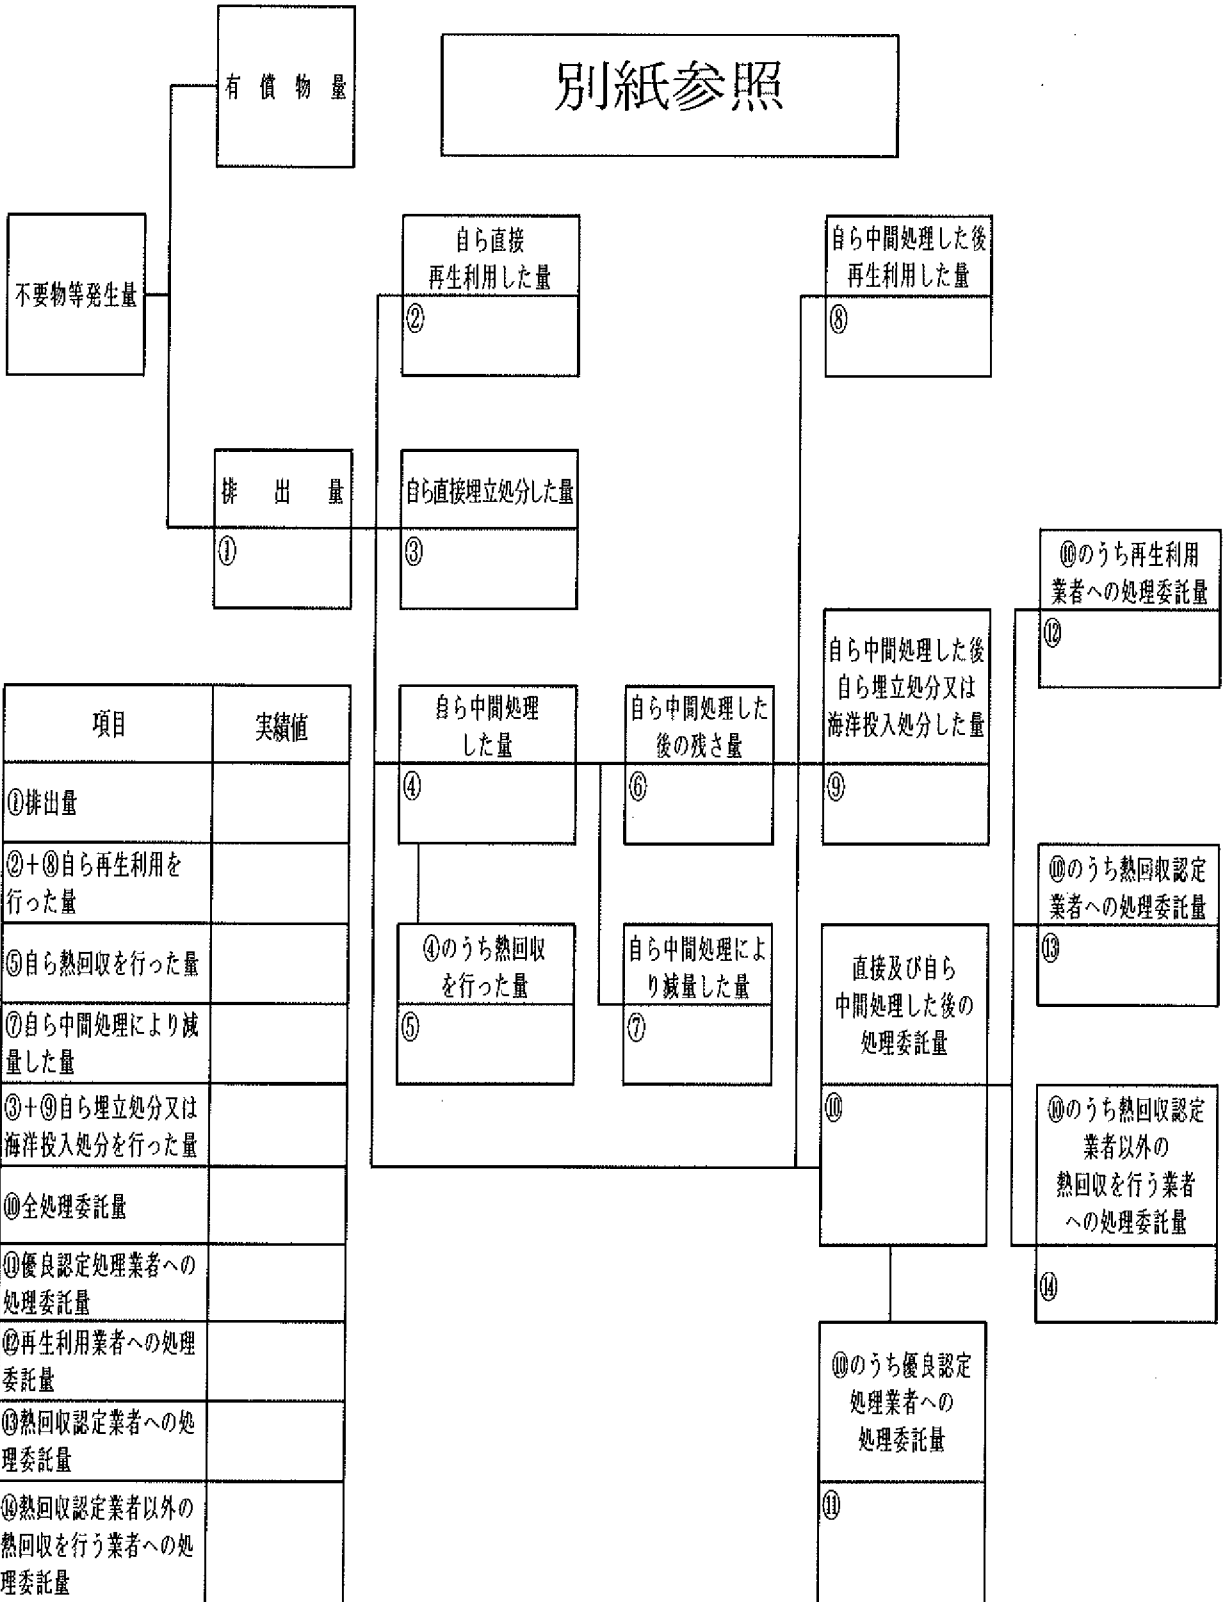 有償物量
別紙参照
不要物等発生量
自ら直接
再生利用した量
②
自ら中間処理した後
再生利用した量
⑧
排出量
①
自ら直接埋立処分した量
③
⑩のうち再生利用
業者への処理委託量
⑫
自ら中間処理
した量
④
自ら中間処理した
後の残さ量
⑥
自ら中間処理した後
自ら埋立処分又は
海洋投入処分した量
⑨
⑩のうち熱回収認定
業者への処理委託量
⑬
④のうち熱回収
を行った量
⑤
自ら中間処理によ
り減量した量
⑦
直接及び自ら
中間処理した後の
処理委託量
⑩
⑩のうち熱回収認定
業者以外の
熱回収を行う業者
への処理委託量
⑭
⑩のうち優良認定
処理業者への
処理委託量
⑪
項目
実績値
①排出量
②+⑧自ら再生利用を
行った量
⑤自ら熱回収を行った量
⑦自ら中間処理により減
量した量
③+⑨自ら埋立処分又は
海洋投入処分を行った量
⑩全処理委託量
⑪優良認定処理業者への
処理委託量
⑫再生利用業者への処理
委託量
⑬熱回収認定業者への処
理委託量
⑭熱回収認定業者以外の
熱回収を行う業者への処
理委託量